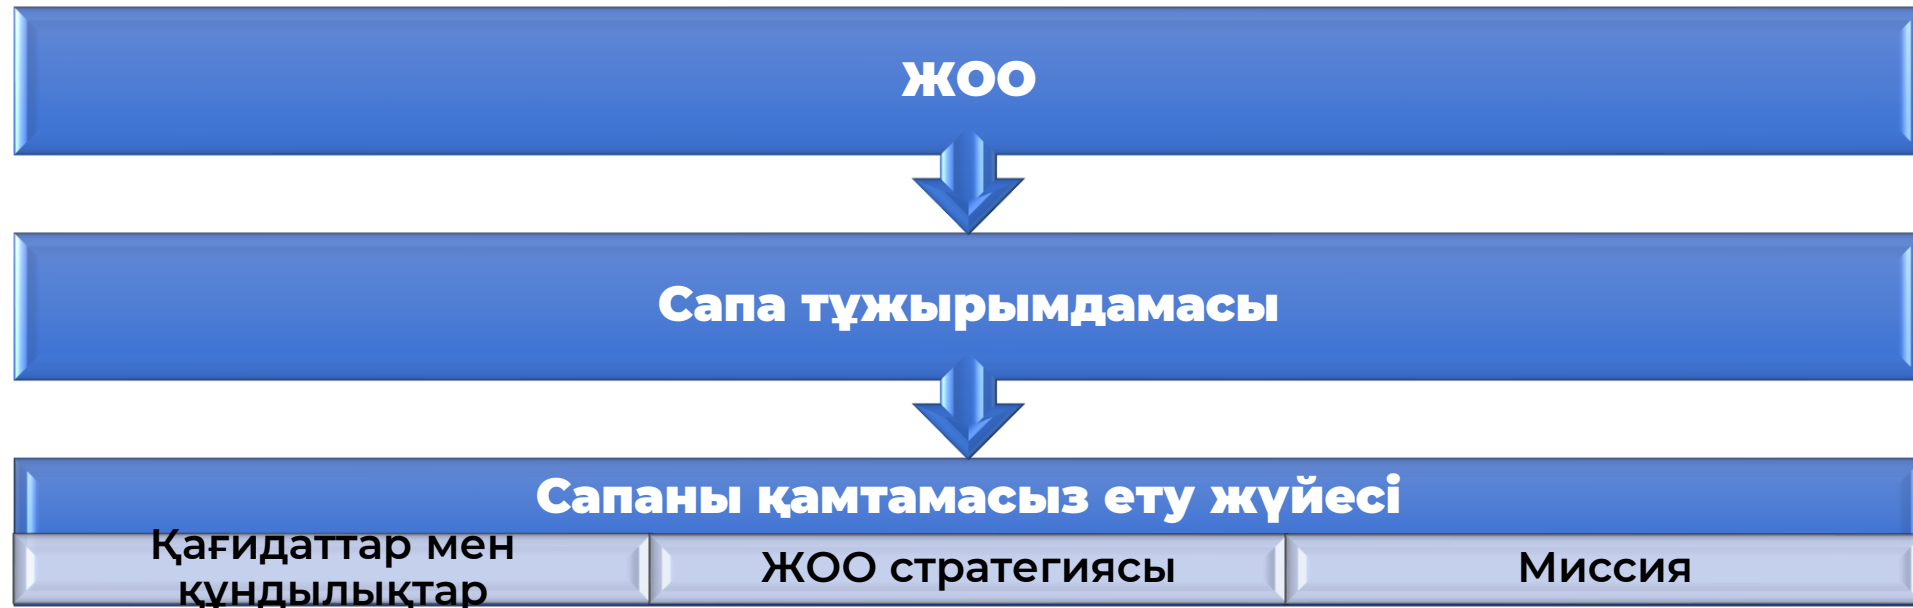 ЖОО
Сапа тұжырымдамасы
Сапаны қамтамасыз ету жүйесі
Қағидаттар мен
құндылықтар
ЖОО стратегиясы
Миссия